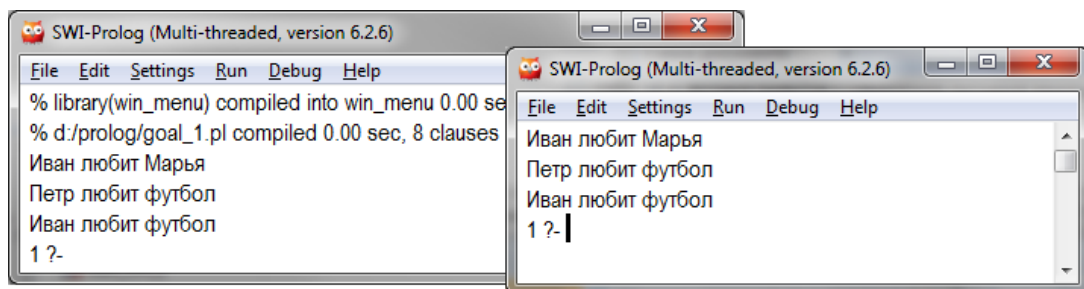 SWI-Prolog (Multi-threaded, version 6.2.6)
File Edit Settings Run Debug Help
% library(win_menu) compiled into win_menu 0.00 se
% d:/prolog/goal_1.pl compiled 0.00 sec, 8 clauses
Иван любит Марья
Петр любит футбол
Иван любит футбол
1 ?-
SWI-Prolog (Multi-threaded, version 6.2.6)
File Edit Settings Run Debug Help
Иван любит Марья
Петр любит футбол
Иван любит футбол
1 ?-